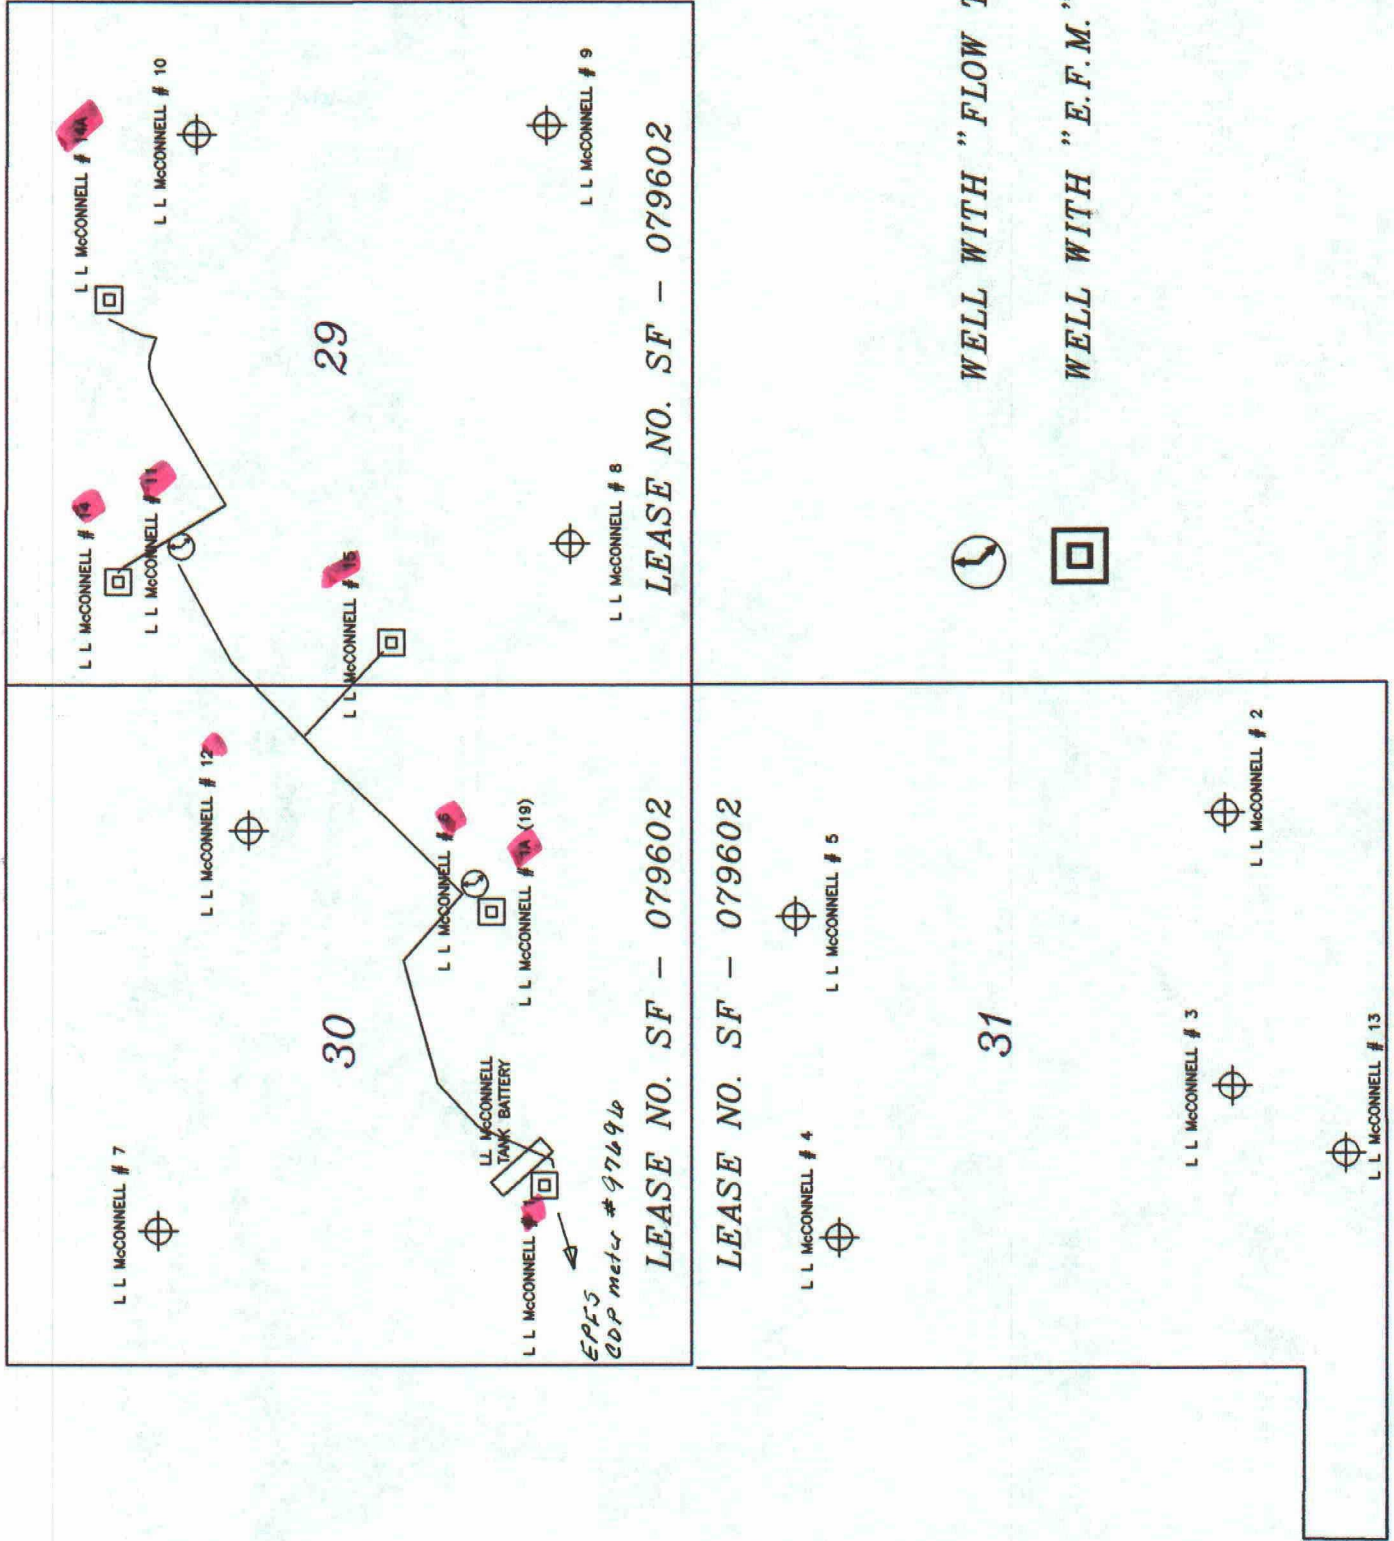 L L McCONNELL # 7
L L McCONNELL # 12
30
L L McCONNELL # 6
L L McCONNELL # 1A (19)
LL McCONNELL
TANK BATTERY
L L McCONNELL #
EPFS
CDP meter # 97696
LEASE NO. SF - 079602
L L McCONNELL # 14
L L McCONNELL # 11
L L McCONNELL # 14A
L L McCONNELL # 10
29
L L McCONNELL # 15
L L McCONNELL # 8
L L McCONNELL # 9
LEASE NO. SF - 079602
LEASE NO. SF - 079602
L L McCONNELL # 4
L L McCONNELL # 5
31
L L McCONNELL # 3
L L McCONNELL # 2
L L McCONNELL # 13
WELL WITH "FLOW
WELL WITH "E.F.M."